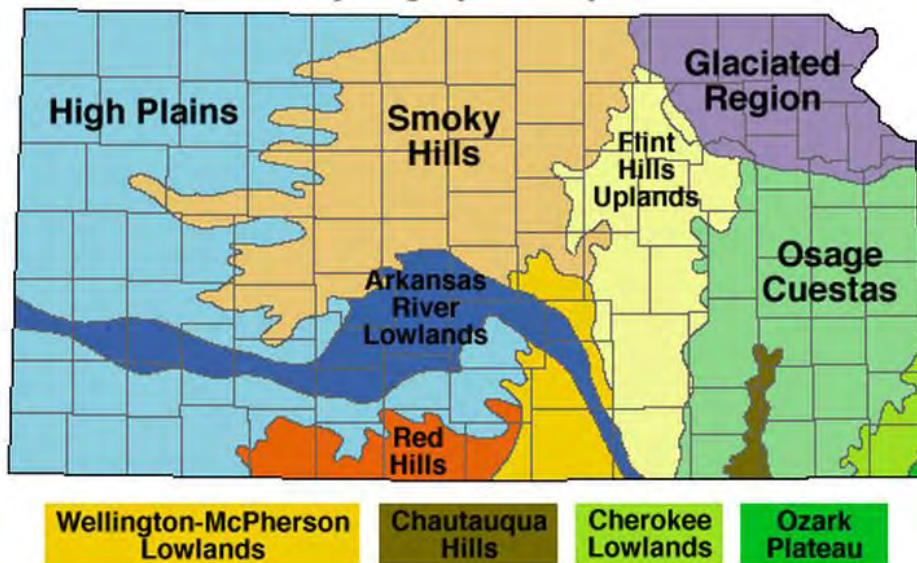 High Plains
Smoky
Hills
Glaciated
Region
Flint
Hills
Uplands
Osage
Cuestas
Arkansas
River
Lowlands
Red
Hills
Wellington-McPherson
Lowlands
Chautauqua
Hills
Cherokee
Lowlands
Ozark
Plateau